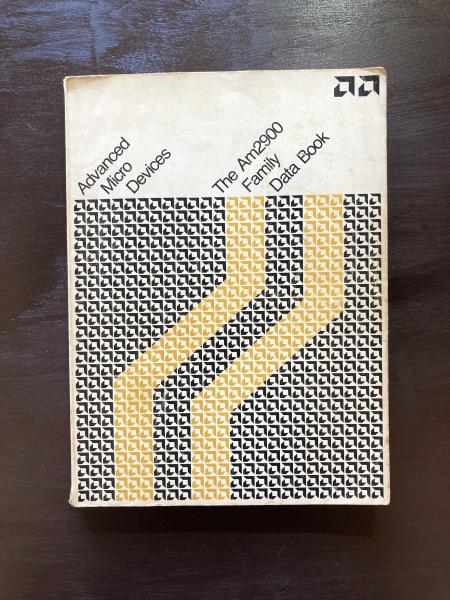 Advanced
Micro
Devices
The Am2900
Family
Data Book